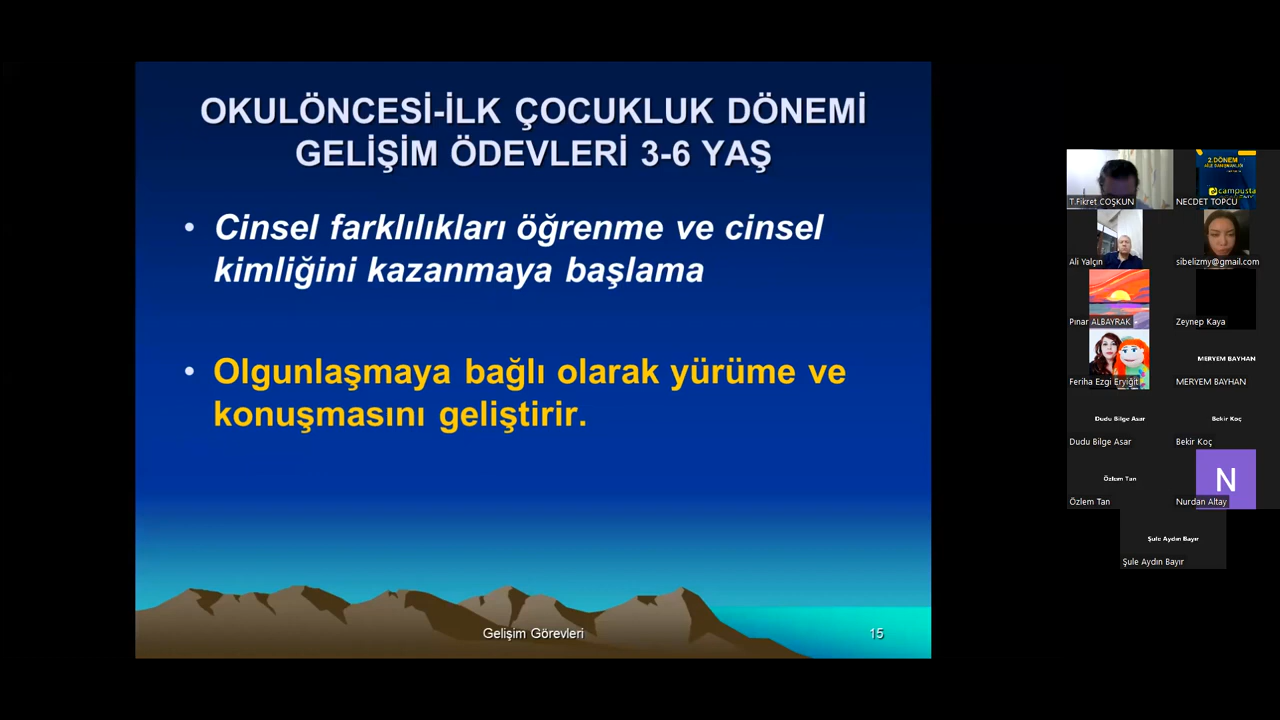 OKULÖNCESİ-İLK ÇOCUKLUK DÖNEMİ
GELİŞİM ÖDEVLERİ 3-6 YAŞ
• Cinsel farklılıkları öğrenme ve cinsel
kimliğini kazanmaya başlama
• Olgunlaşmaya bağlı olarak yürüme ve
konuşmasını geliştirir.
Gelişim Görevleri
15
2.DÖNEM
AİLE DANIŞMANLIĞI
campusta
T.Fikret COŞKUN
NECDET TOPCU
Ali Yalçın
sibelizmy@gmail.com
Pınar ALBAYRAK
Zeynep Kaya
MERYEM BAYHAN
Feriha Ezgi Eryiğit
MERYEM BAYHAN
Dudu Bilge Asar
Bekir Koç
Dudu Bilge Asar
Bekir Koç
Özlem Tan
N
Özlem Tan
Nurdan Altay
Şule Aydın Bayır
Şule Aydın Bayır